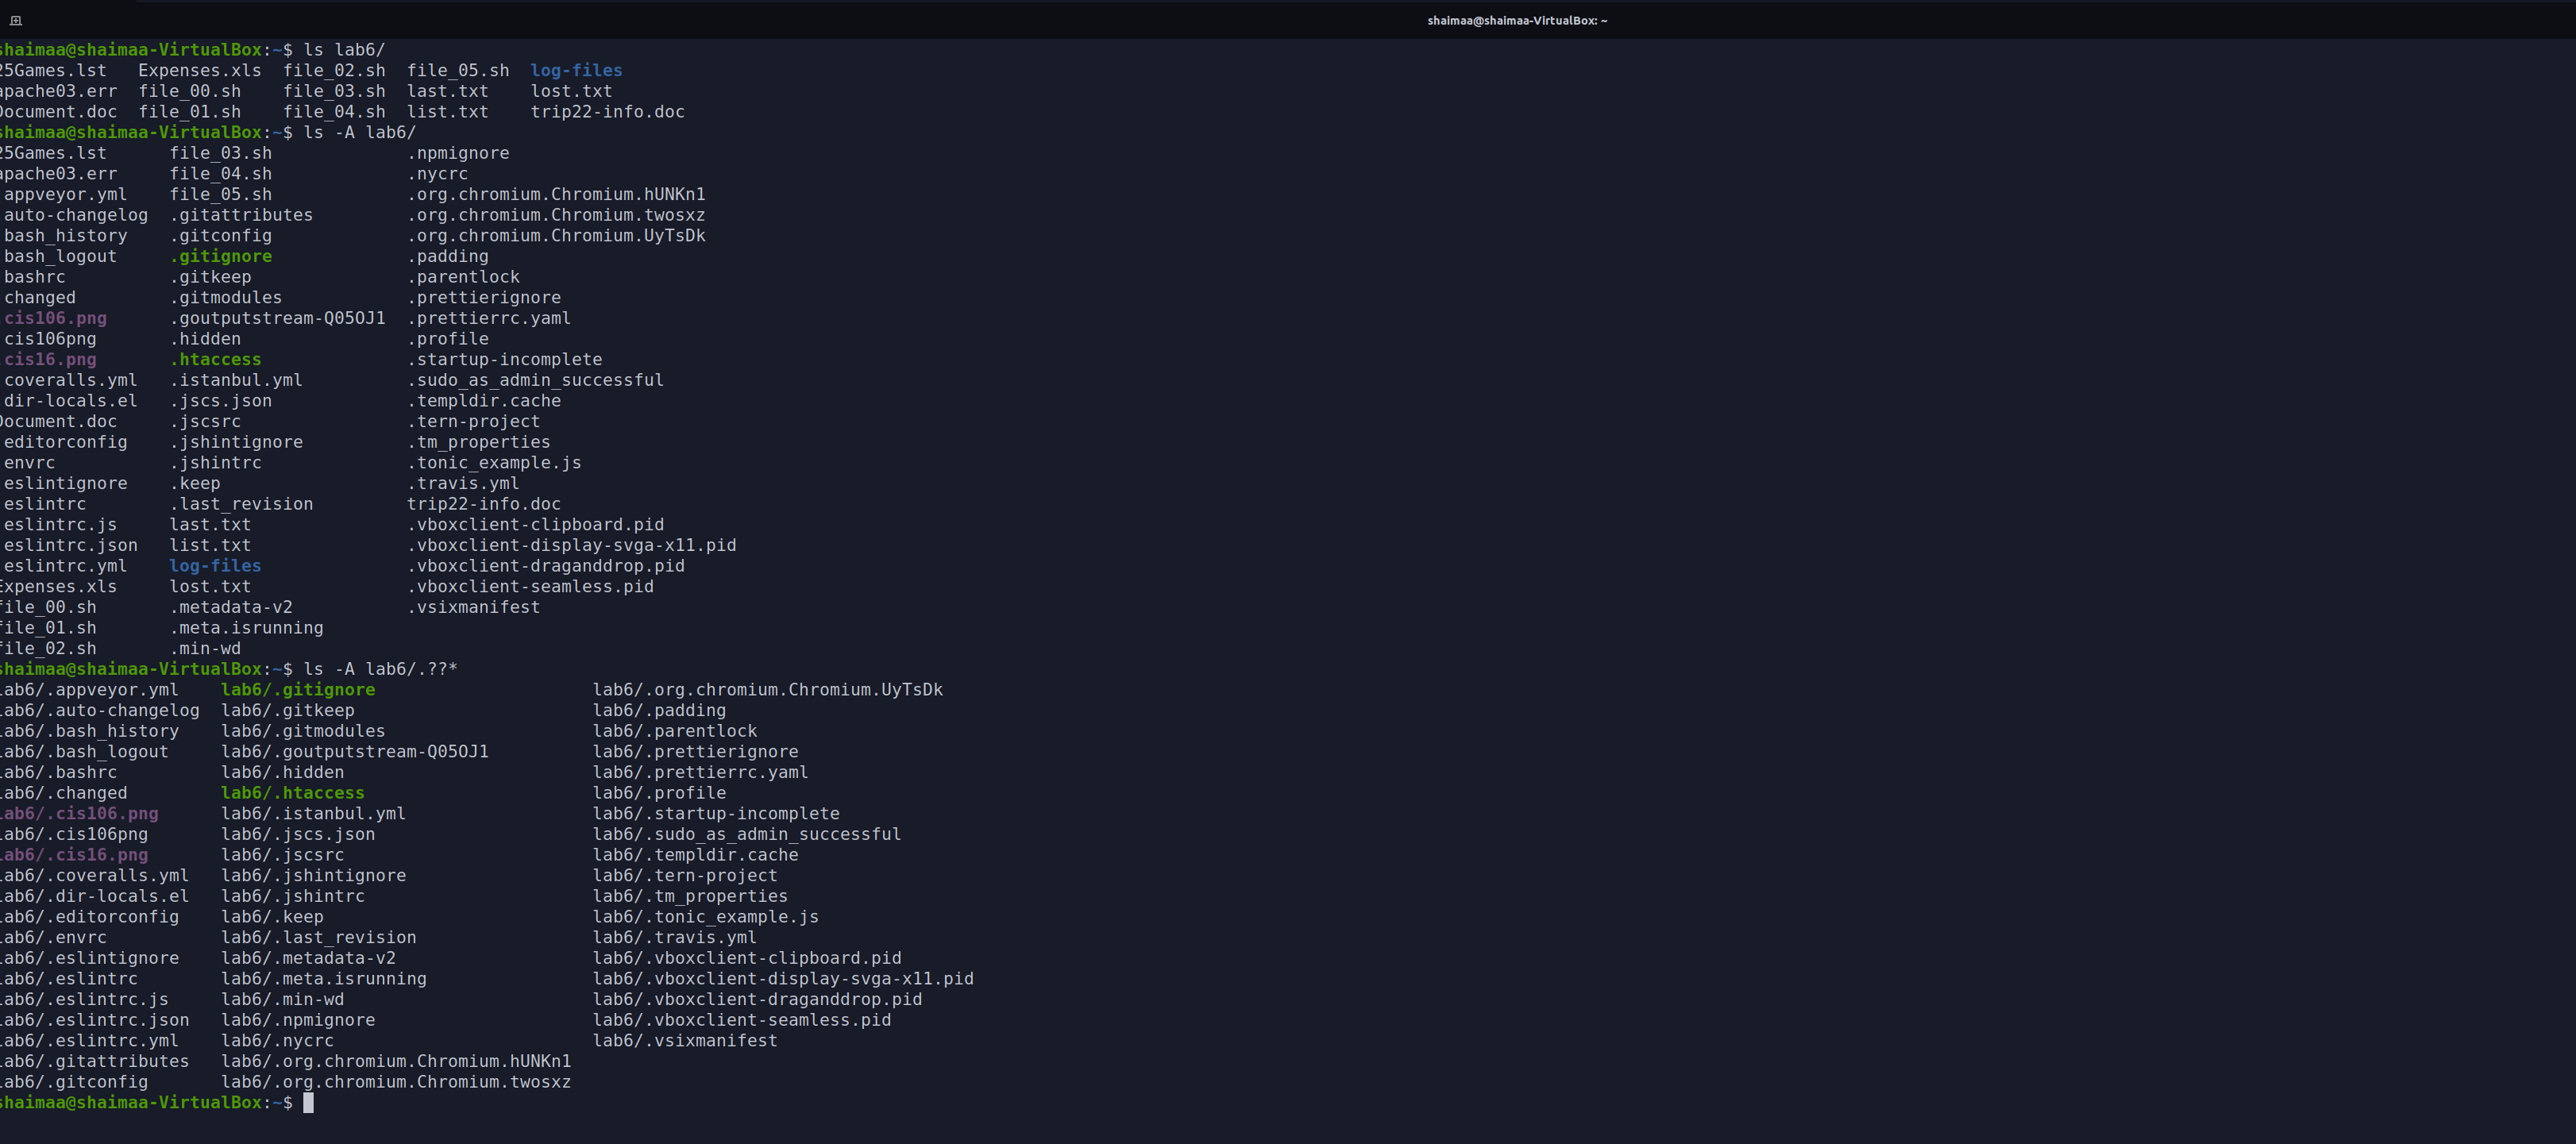 shaimaa@shaimaa-VirtualBox: ~
shaimaa@shaimaa-VirtualBox:~$ ls lab6/
25Games.lst   Expenses.xls  file_02.sh  file_05.sh  log-files
apache03.err  file_00.sh    file_03.sh  last.txt    lost.txt
Document.doc  file_01.sh    file_04.sh  list.txt    trip22-info.doc
shaimaa@shaimaa-VirtualBox:~$ ls -A lab6/
25Games.lst      file_03.sh             .npmignore
apache03.err     file_04.sh             .nycrc
.appveyor.yml    file_05.sh             .org.chromium.Chromium.hUNKn1
.auto-changelog  .gitattributes         .org.chromium.Chromium.twosxz
.bash_history    .gitconfig             .org.chromium.Chromium.UyTsDk
.bash_logout     .gitignore             .padding
.bashrc          .gitkeep               .parentlock
.changed         .gitmodules            .prettierignore
.cis106.png      .goutputstream-Q05OJ1  .prettierrc.yaml
.cis106png       .hidden                .profile
.cis16.png       .htaccess              .startup-incomplete
.coveralls.yml   .istanbul.yml          .sudo_as_admin_successful
.dir-locals.el   .jscs.json             .templdir.cache
Document.doc     .jscsrc                .tern-project
.editorconfig    .jshintignore          .tm_properties
.envrc           .jshintrc              .tonic_example.js
.eslintignore    .keep                  .travis.yml
.eslintrc        .last_revision         trip22-info.doc
.eslintrc.js     last.txt               .vboxclient-clipboard.pid
.eslintrc.json   list.txt               .vboxclient-display-svga-x11.pid
.eslintrc.yml    log-files              .vboxclient-draganddrop.pid
Expenses.xls     lost.txt               .vboxclient-seamless.pid
file_00.sh       .metadata-v2           .vsixmanifest
file_01.sh       .meta.isrunning
file_02.sh       .min-wd
shaimaa@shaimaa-VirtualBox:~$ ls -A lab6/.??*
lab6/.appveyor.yml    lab6/.gitignore                     lab6/.org.chromium.Chromium.UyTsDk
lab6/.auto-changelog  lab6/.gitkeep                       lab6/.padding
lab6/.bash_history    lab6/.gitmodules                    lab6/.parentlock
lab6/.bash_logout     lab6/.goutputstream-Q05OJ1          lab6/.prettierignore
lab6/.bashrc          lab6/.hidden                        lab6/.prettierrc.yaml
lab6/.changed         lab6/.htaccess                      lab6/.profile
lab6/.cis106.png      lab6/.istanbul.yml                  lab6/.startup-incomplete
lab6/.cis106png       lab6/.jscs.json                     lab6/.sudo_as_admin_successful
lab6/.cis16.png       lab6/.jscsrc                        lab6/.templdir.cache
lab6/.coveralls.yml   lab6/.jshintignore                  lab6/.tern-project
lab6/.dir-locals.el   lab6/.jshintrc                      lab6/.tm_properties
lab6/.editorconfig    lab6/.keep                          lab6/.tonic_example.js
lab6/.envrc           lab6/.last_revision                 lab6/.travis.yml
lab6/.eslintignore    lab6/.metadata-v2                   lab6/.vboxclient-clipboard.pid
lab6/.eslintrc        lab6/.meta.isrunning                lab6/.vboxclient-display-svga-x11.pid
lab6/.eslintrc.js     lab6/.min-wd                        lab6/.vboxclient-draganddrop.pid
lab6/.eslintrc.json   lab6/.npmignore                     lab6/.vboxclient-seamless.pid
lab6/.eslintrc.yml    lab6/.nycrc                         lab6/.vsixmanifest
lab6/.gitattributes   lab6/.org.chromium.Chromium.hUNKn1
lab6/.gitconfig       lab6/.org.chromium.Chromium.twosxz
shaimaa@shaimaa-VirtualBox:~$